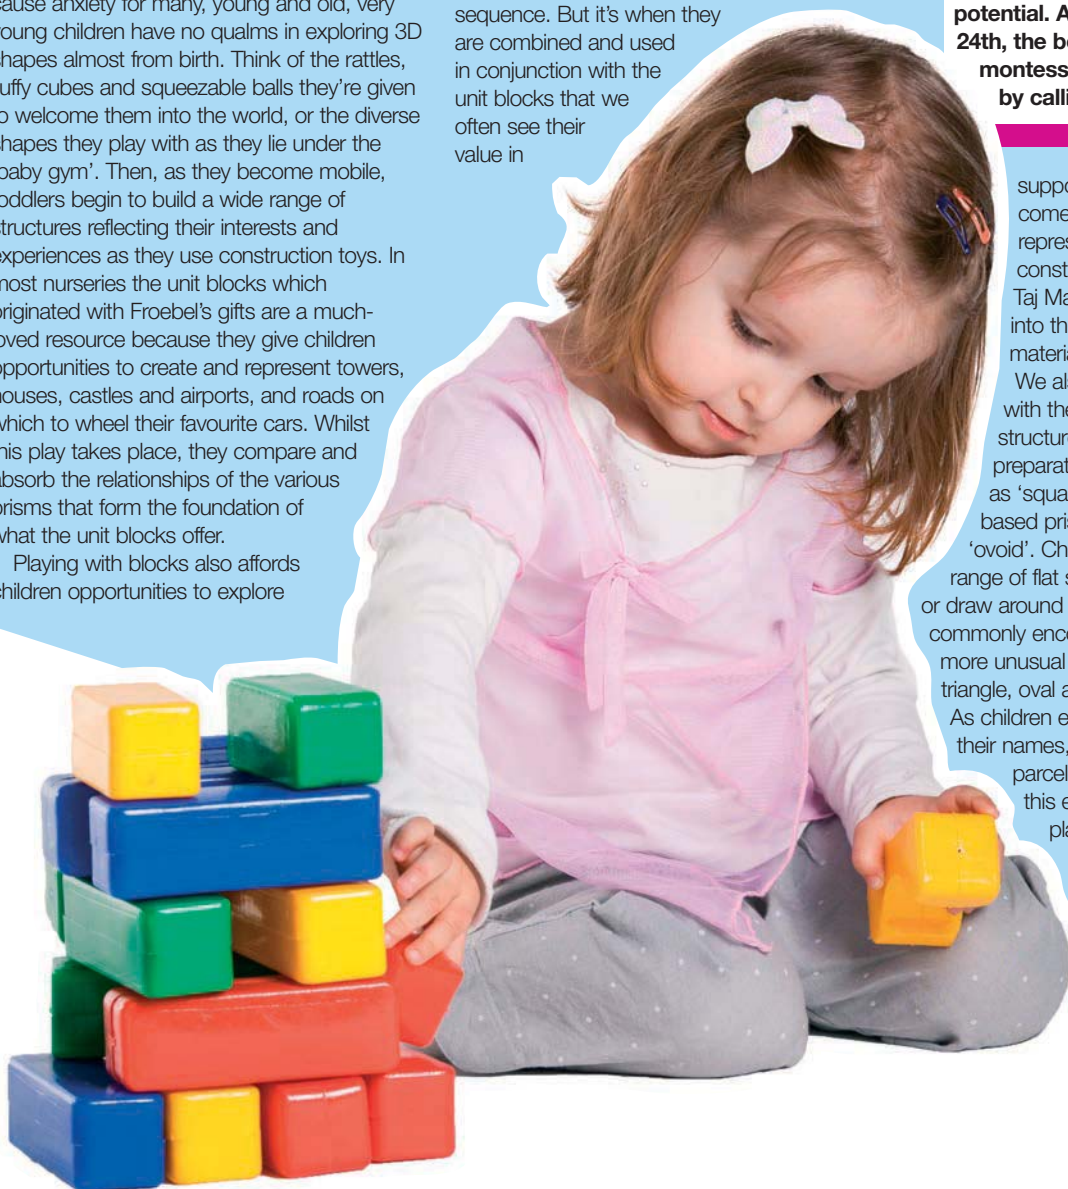 cause anxiety for many, young and old, very
young children have no qualms in exploring 3D
shapes almost from birth. Think of the rattles,
uffy cubes and squeezable balls they're given
o welcome them into the world, or the diverse
shapes they play with as they lie under the
baby gym'. Then, as they become mobile,
oddlers begin to build a wide range of
structures reflecting their interests and
experiences as they use construction toys. In
most nurseries the unit blocks which
originated with Froebel's gifts are a much-
oved resource because they give children
opportunities to create and represent towers,
houses, castles and airports, and roads on
which to wheel their favourite cars. Whilst
his play takes place, they compare and
absorb the relationships of the various
prisms that form the foundation of
what the unit blocks offer.
Playing with blocks also affords
children opportunities to explore
sequence. But it's when they
are combined and used
in conjunction with the
unit blocks that we
often see their
value in
potential. A
24th, the b
montess
by calli
suppo
come
repres
const
Taj Ma
into th
materia
We al
with the
structure
preparat
as 'squa
based pris
'ovoid'. Ch
range of flat s
or draw around
commonly enco
more unusual
triangle, oval a
As children e
their names,
parcel
this e
pla